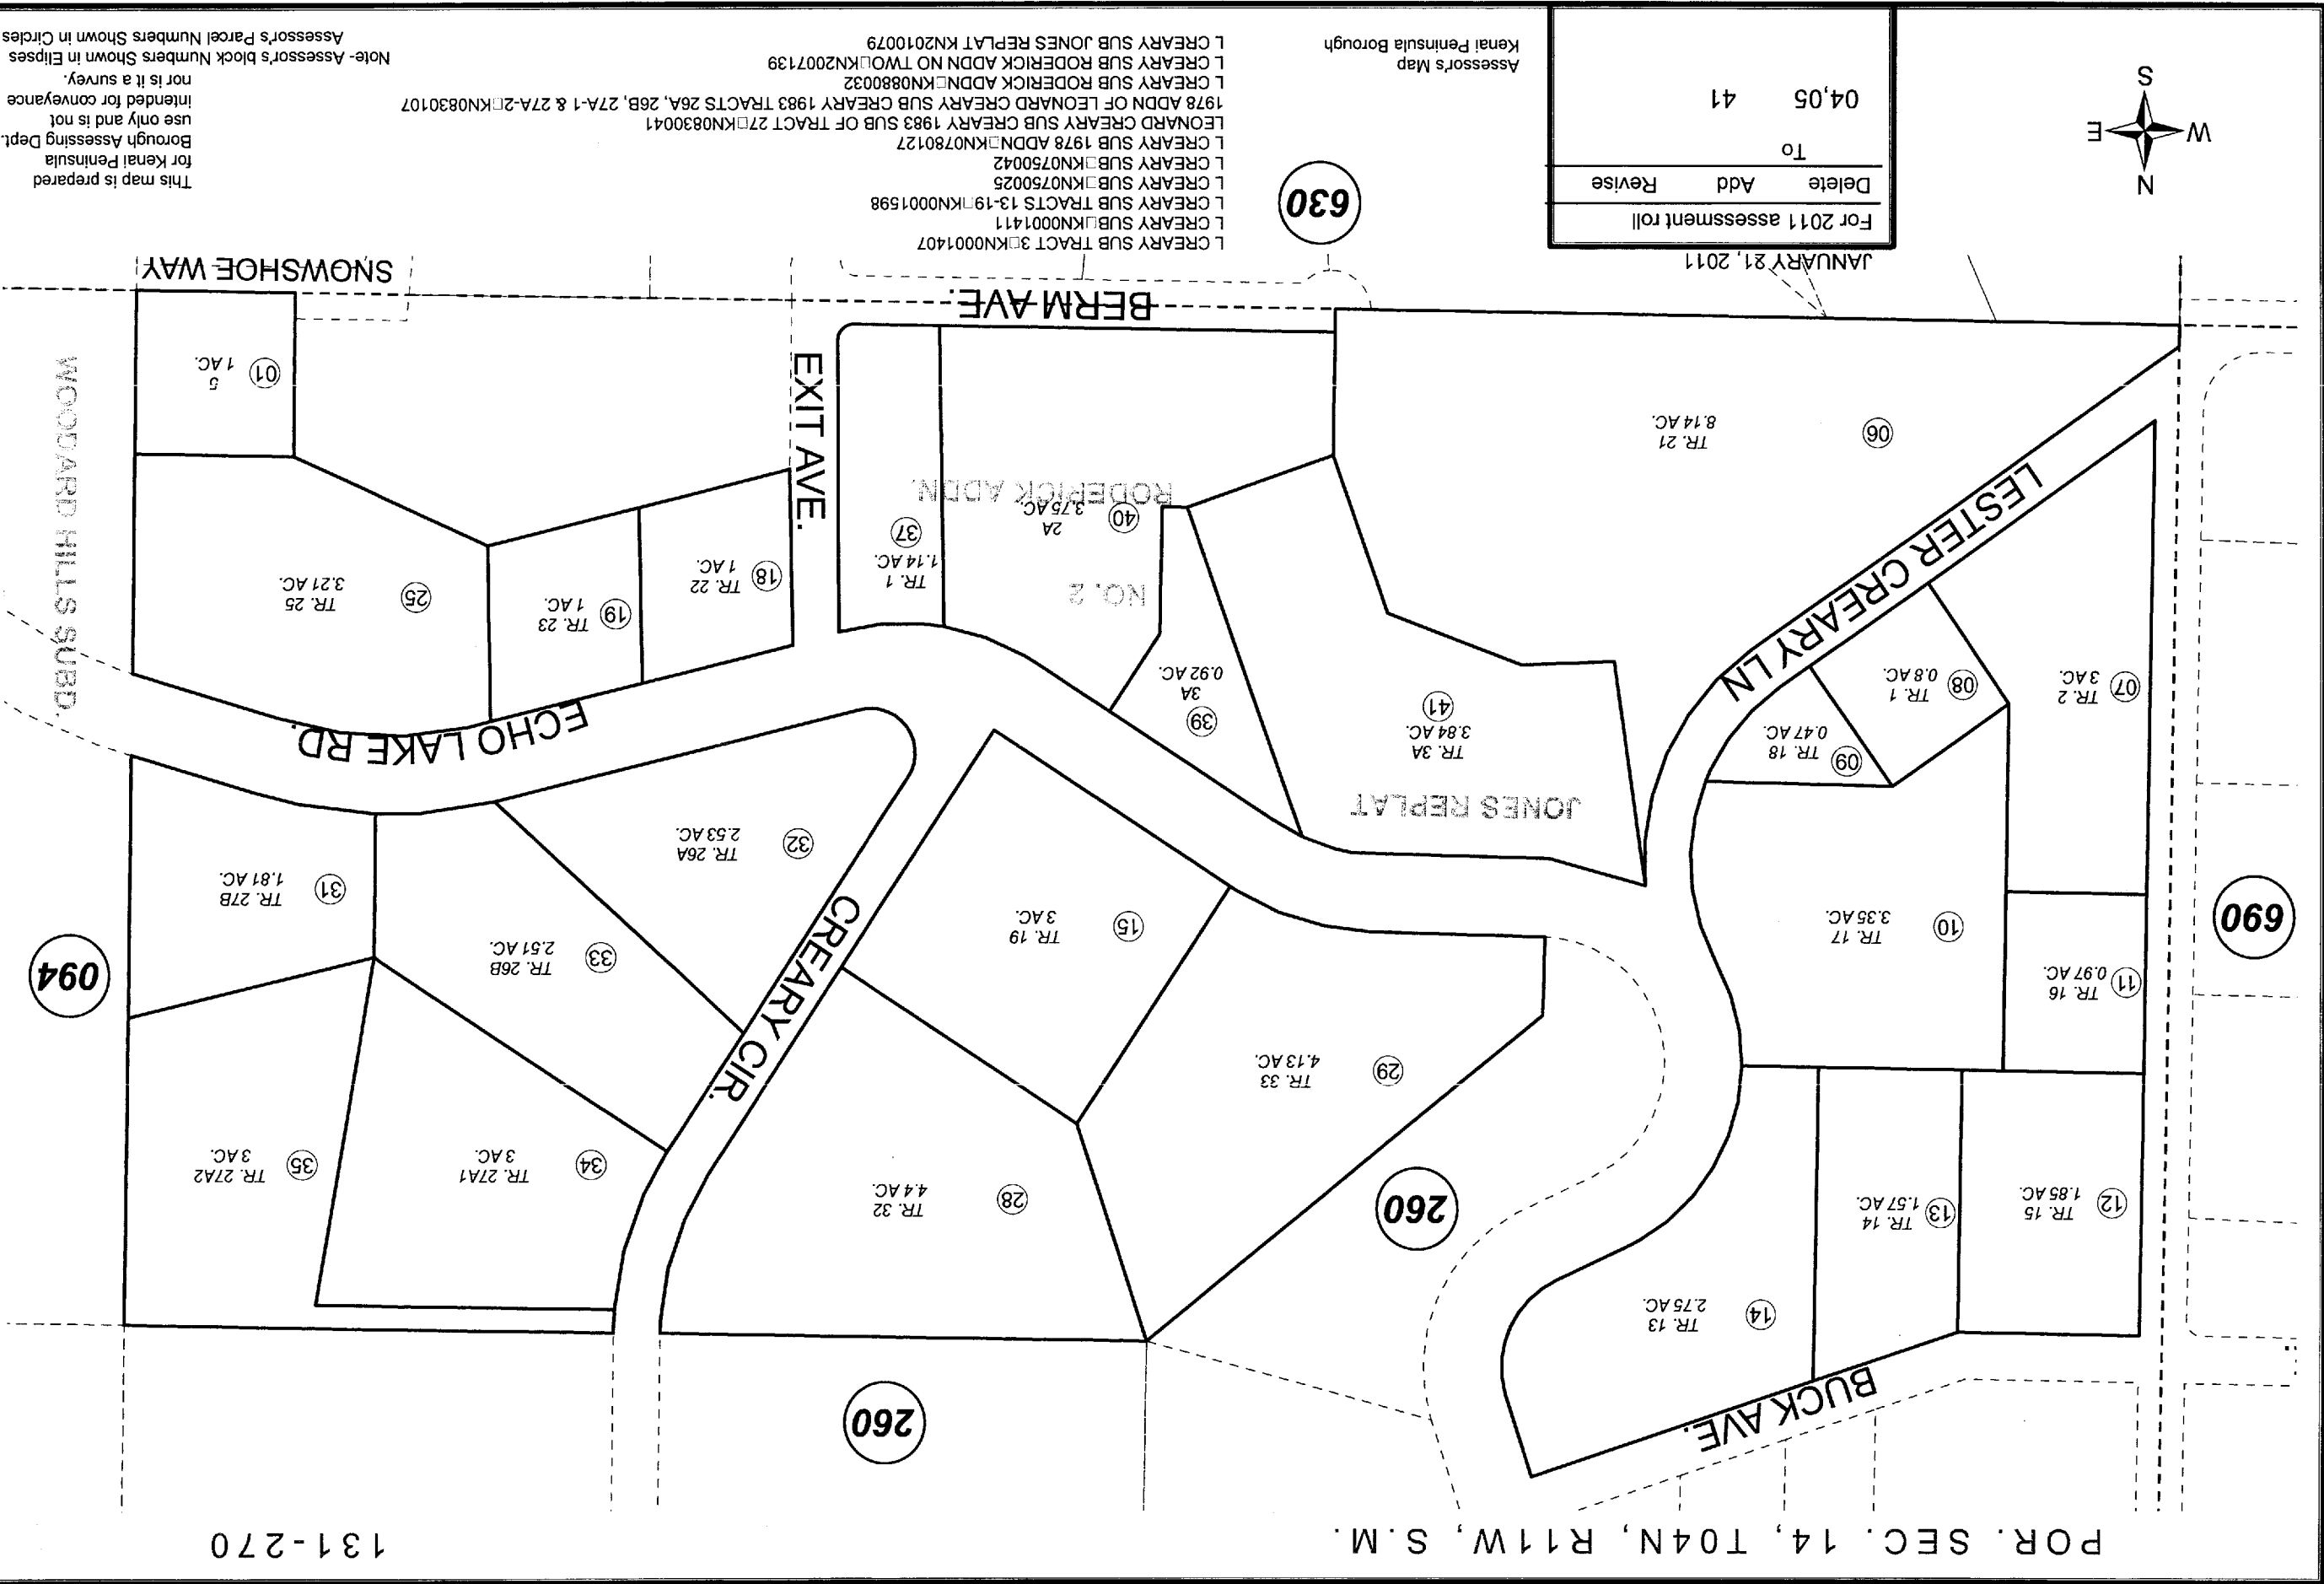 POR. SEC. 14, T04N, R11W, S.M.
131-270
BUCK AVE.
260
TR. 13
2.75 AC.
14
TR. 15
1.85 AC.
12
TR. 14
1.57 AC.
13
260
TR. 32
4.4 AC.
28
TR. 27A1
3 AC.
34
TR. 27A2
3 AC.
35
TR. 33
4.13 AC.
29
CREARY CIR.
TR. 16
0.97 AC.
11
690
TR. 17
3.35 AC.
10
TR. 19
3 AC.
15
TR. 26B
2.51 AC.
33
094
TR. 27B
1.81 AC.
31
TR. 26A
2.53 AC.
32
JONES REPLAT
TR. 18
0.47 AC.
09
TR. 3A
3.84 AC.
41
3A
0.92 AC.
39
ECHO LAKE RD.
TR. 2
3 AC.
07
TR. 1
0.8 AC.
08
LESTER CREARY LN
NO. 2
TR. 1
1.14 AC.
37
TR. 22
1 AC.
18
TR. 23
1 AC.
19
TR. 25
3.21 AC.
25
WOODARD HILLS SUBD.
2A
3.75 AC.
40
RODERICK ADDN.
EXIT AVE.
TR. 21
8.14 AC.
06
5
1 AC.
01
BERM AVE.
SNOWSHOE WAY
JANUARY 21, 2011
For 2011 assessment roll
Delete Add Revise
To
04,05 41
N
W E
S
630
Assessor's Map
Kenai Peninsula Borough
L CREARY SUB TRACT 3□KN0001407
L CREARY SUB□KN0001411
L CREARY SUB TRACTS 13-19□KN0001598
L CREARY SUB□KN0750025
L CREARY SUB□KN0750042
L CREARY SUB 1978 ADDN□KN0780127
LEONARD CREARY SUB CREARY 1983 SUB OF TRACT 27□KN0830041
1978 ADDN OF LEONARD CREARY SUB CREARY 1983 TRACTS 26A, 26B, 27A-1 & 27A-2□KN0830107
L CREARY SUB RODERICK ADDN□KN0880032
L CREARY SUB RODERICK ADDN NO TWO□KN2007139
L CREARY SUB JONES REPLAT KN2010079
This map is prepared
for Kenai Peninsula
Borough Assessing Dept.
use only and is not
intended for conveyance
nor is it a survey.
Note- Assessor's block Numbers Shown in Elipses
Assessor's Parcel Numbers Shown in Circles